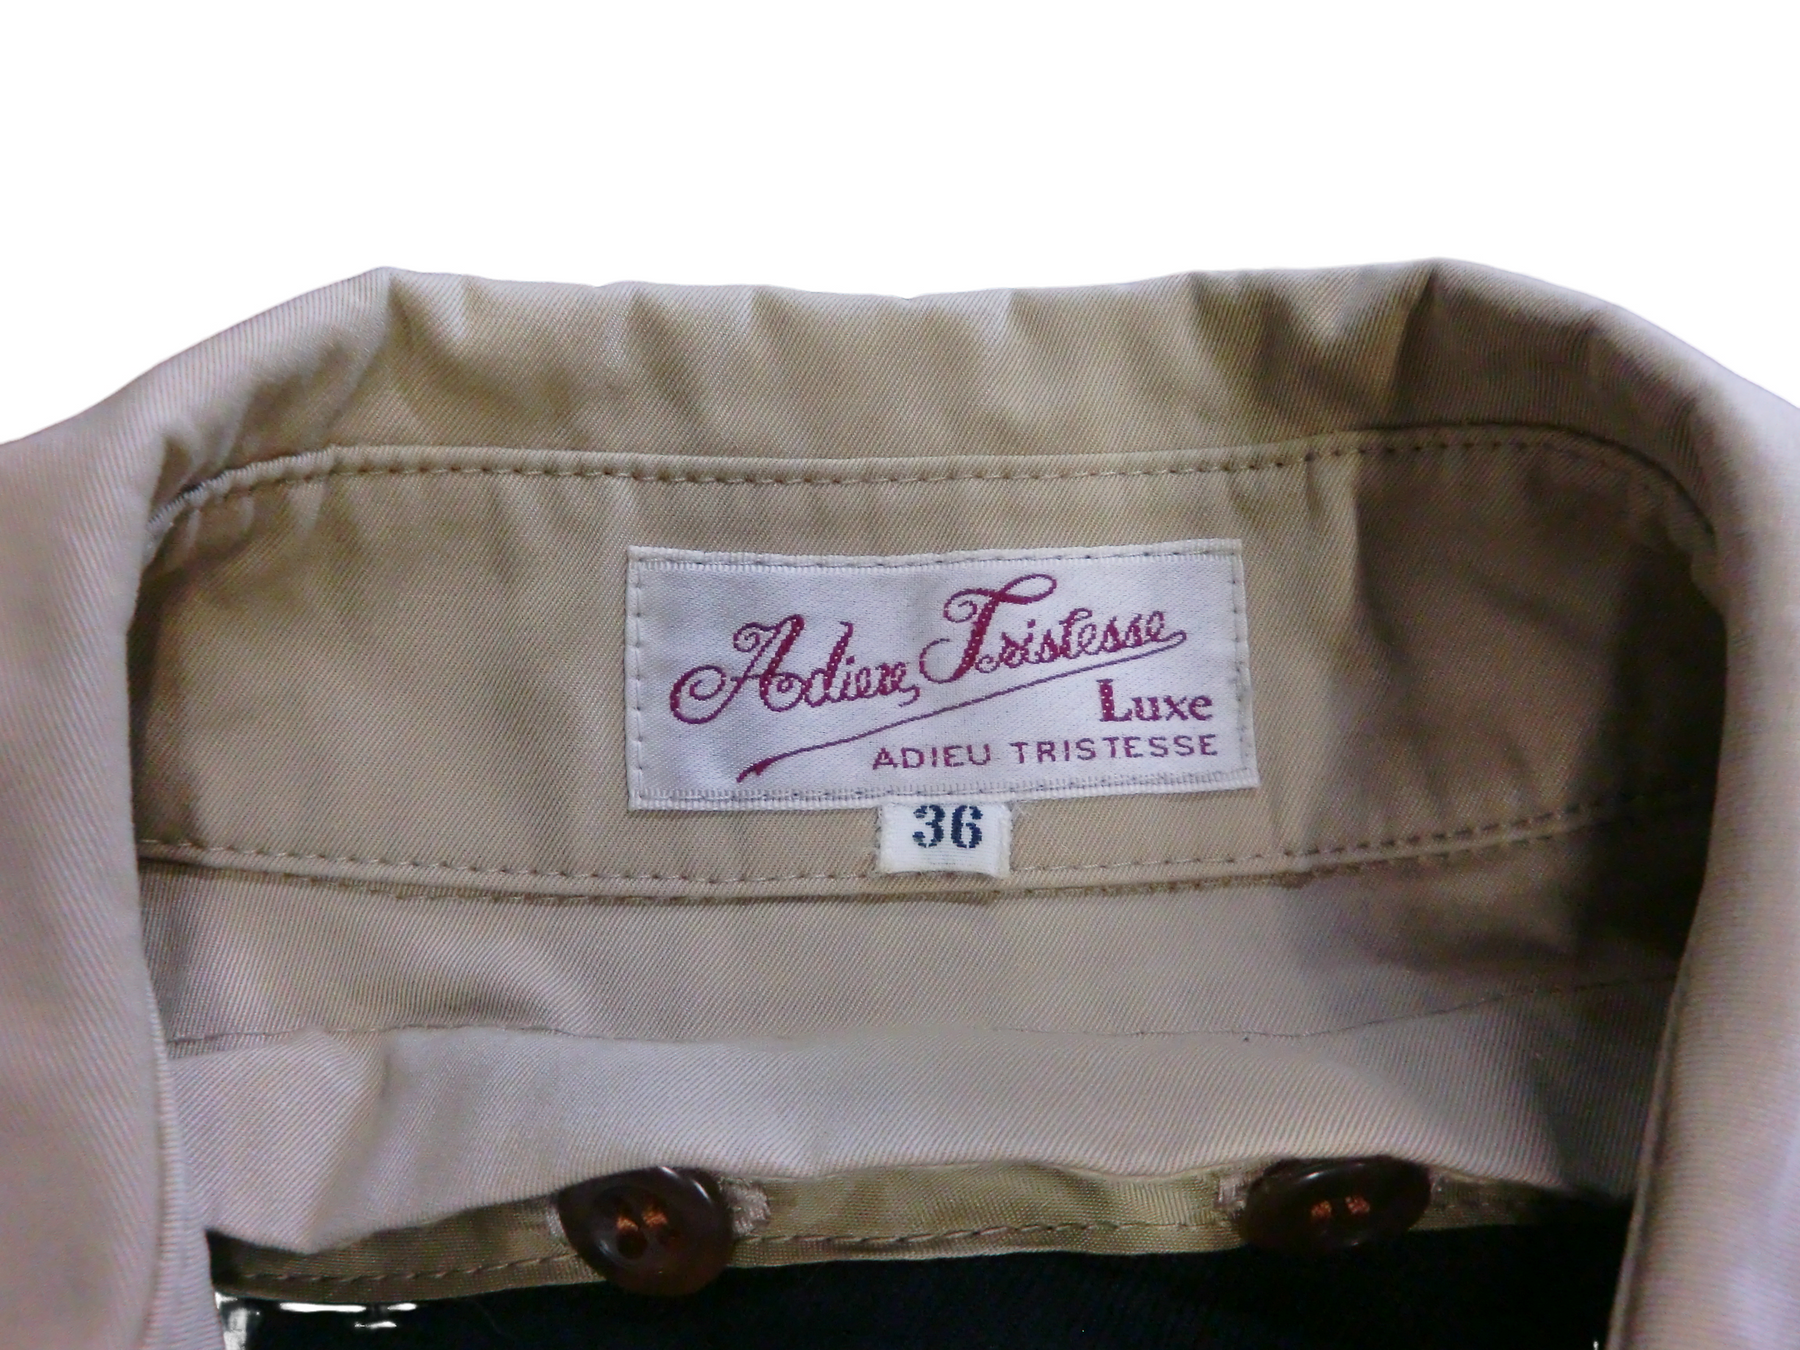 Adieu, Tristesse
Luxe
ADIEU TRISTESSE
36